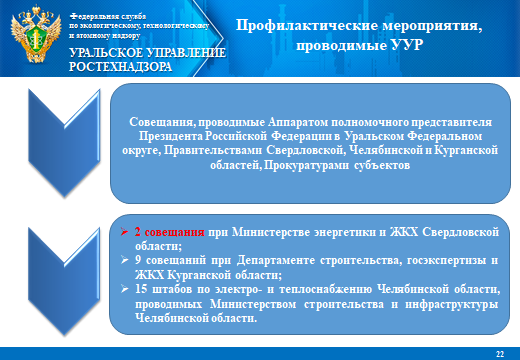 Федеральная служба
по экологическому, технологическому
и атомному надзору
УРАЛЬСКОЕ УПРАВЛЕНИЕ
РОСТЕХНАДЗОРА
Профилактические мероприятия,
проводимые УУР
Совещания, проводимые Аппаратом полномочного представителя
Президента Российской Федерации в Уральском Федеральном
округе, Правительствами Свердловской, Челябинской и Курганской
областей, Прокуратурами субъектов
➢ 2 совещания при Министерстве энергетики и ЖКХ Свердловской
области;
➢ 9 совещаний при Департаменте строительства, госэкспертизы и
ЖКХ Курганской области;
➢ 15 штабов по электро- и теплоснабжению Челябинской области,
проводимых Министерством строительства и инфраструктуры
Челябинской области.
22